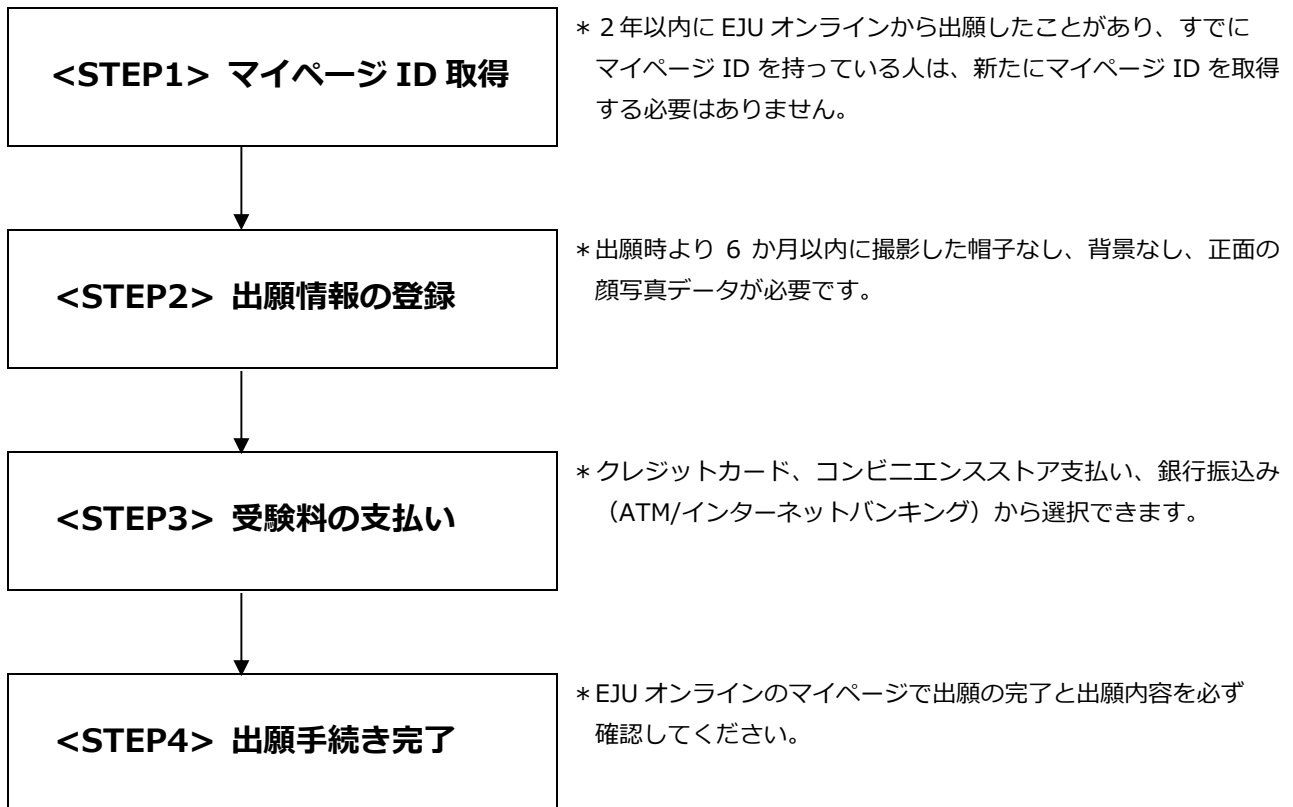 <STEP1> マイページ ID 取得
＊２年以内に EJU オンラインから出願したことがあり、すでに
マイページ ID を持っている人は、新たにマイページ ID を取得
する必要はありません。
<STEP2> 出願情報の登録
＊出願時より 6 か月以内に撮影した帽子なし、背景なし、正面の
顔写真データが必要です。
<STEP3> 受験料の支払い
＊クレジットカード、コンビニエンスストア支払い、銀行振込み
（ATM/インターネットバンキング）から選択できます。
<STEP4> 出願手続き完了
＊EJU オンラインのマイページで出願の完了と出願内容を必ず
確認してください。